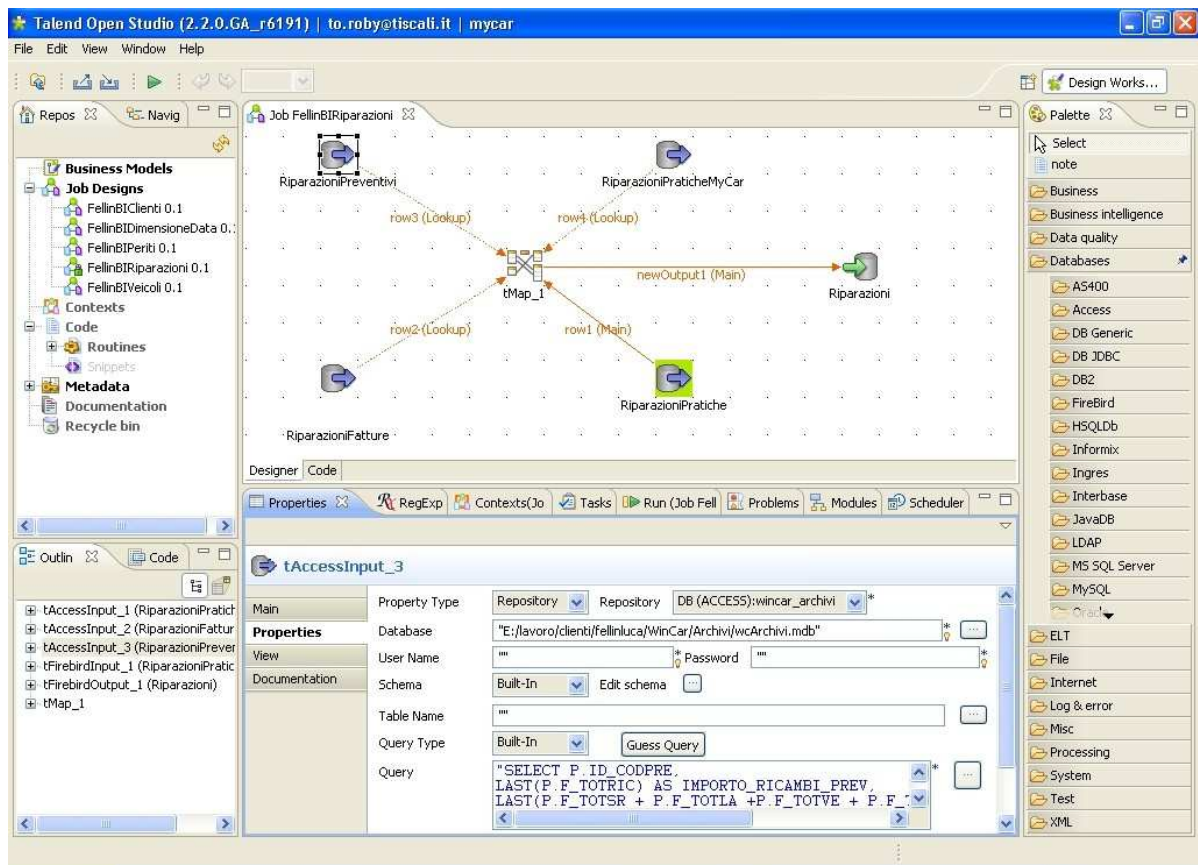 Talend Open Studio (2.2.0.GA_r6191) | to.roby@tiscali.it | mycar
File Edit View Window Help
Design Works...
Repos
Navig
Business Models
Job Designs
FellinBIClienti 0.1
FellinBIDimensioneData 0.:
FellinBIPeriti 0.1
FellinBIRiparazioni 0.1
FellinBIVeicoli 0.1
Contexts
Code
Routines
Snippets
Metadata
Documentation
Recycle bin
Job FellinBIRiparazioni
RiparazioniPreventivi
RiparazioniPraticheMyCar
row3 (Lookup)
row4 (Lookup)
newOutput1 (Main)
tMap_1
Riparazioni
row2 (Lookup)
row1 (Main)
RiparazioniPratiche
RiparazioniFatture
Designer Code
Palette
Select
note
Business
Business intelligence
Data quality
Databases
AS400
Access
DB Generic
DB JDBC
DB2
FireBird
HSQLDb
Informix
Ingres
Interbase
JavaDB
LDAP
MS SQL Server
MySQL
ELT
File
Internet
Log & error
Misc
Processing
System
Test
XML
Outlin
Code
tAccessInput_1 (RiparazioniPratich
tAccessInput_2 (RiparazioniFattur
tAccessInput_3 (RiparazioniPrever
tFirebirdInput_1 (RiparazioniPratic
tFirebirdOutput_1 (Riparazioni)
tMap_1
Properties RegExp Contexts(Jo Tasks Run (Job Fell Problems Modules Scheduler
tAccessInput_3
Main
Properties
View
Documentation
Property Type Repository Repository DB (ACCESS):wincar_archivi *
Database "E:/lavoro/clienti/fellinluca/WinCar/Archivi/wcArchivi.mdb" * ...
User Name "" * Password "" *
Schema Built-In Edit schema ...
Table Name "" ...
Query Type Built-In Guess Query
Query "SELECT P.ID_CODPRE, * ...
LAST(P.F_TOTRIC) AS IMPORTO_RICAMBI_PREV,
LAST(P.F_TOTSR + P.F_TOTLA +P.F_TOTVE + P.F_T